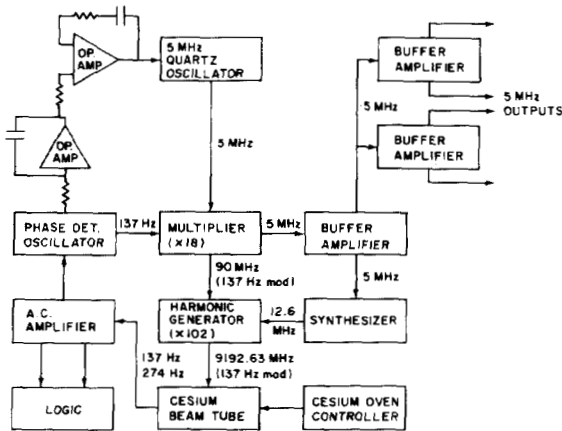 OP.
AMP.
5 MHz
QUARTZ
OSCILLATOR
BUFFER
AMPLIFIER
5 MHz
5 MHz
OUTPUTS
OP.
AMP
5 MHz
BUFFER
AMPLIFIER
PHASE DET.
OSCILLATOR
137 Hz
MULTIPLIER
(×18)
5 MHz
BUFFER
AMPLIFIER
90 MHz
(137 Hz mod)
5 MHz
A.C.
AMPLIFIER
HARMONIC
GENERATOR
(×102)
12.6
MHz
SYNTHESIZER
137 Hz
274 Hz
9192.63 MHz
(137 Hz mod)
LOGIC
CESIUM
BEAM TUBE
CESIUM OVEN
CONTROLLER